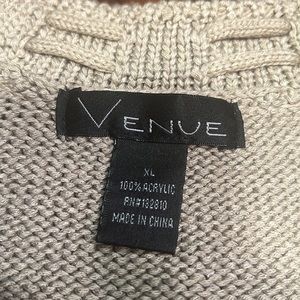 VENUE
XL
100% ACRYLIC
RN#132810
MADE IN CHINA